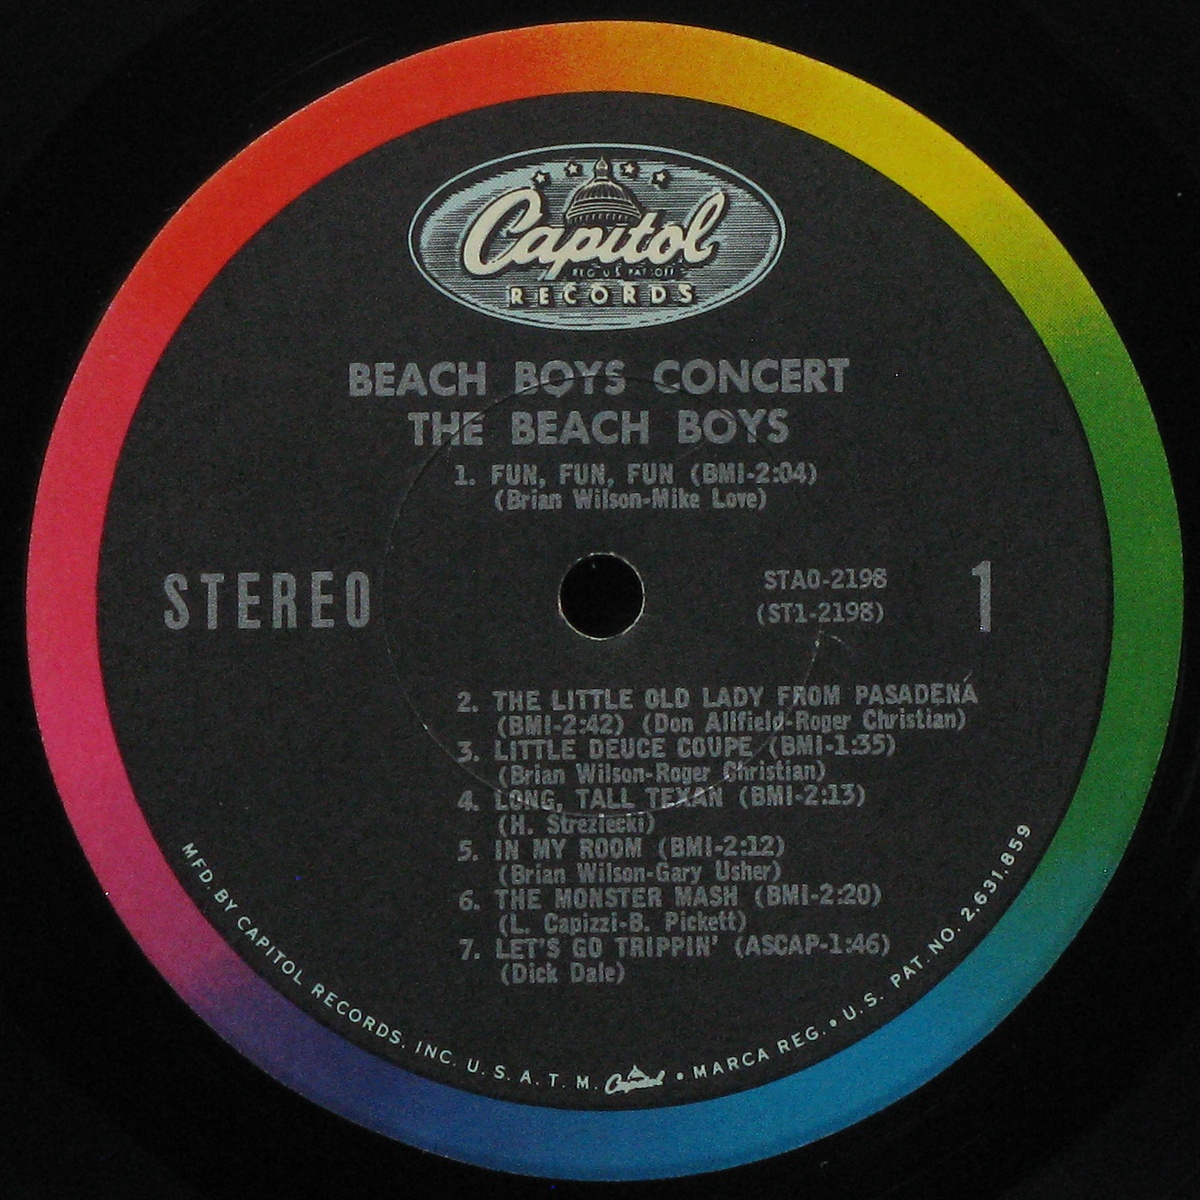 Capitol
REG. U.S. PAT. OFF.
RECORDS
BEACH BOYS CONCERT
THE BEACH BOYS
1. FUN, FUN, FUN (BMI-2:04)
(Brian Wilson-Mike Love)
STEREO
STAO-2198
(ST1-2198)
1
2. THE LITTLE OLD LADY FROM PASADENA
(BMI-2:42) (Don Allfield-Roger Christian)
3. LITTLE DEUCE COUPE (BMI-1:55)
(Brian Wilson-Roger Christian)
4. LONG, TALL TEXAN (BMI-2:13)
(H. Strezlecki)
5. IN MY ROOM (BMI-2:12)
(Brian Wilson-Gary Usher)
6. THE MONSTER MASH (BMI-2:20)
(L. Capizzi-B. Pickett)
7. LET'S GO TRIPPIN' (ASCAP-1:46)
(Dick Dale)
MFD. BY CAPITOL RECORDS, INC. U.S.A. T.M. Capitol • MARCA REG. • U.S. PAT. NO. 2,631,859